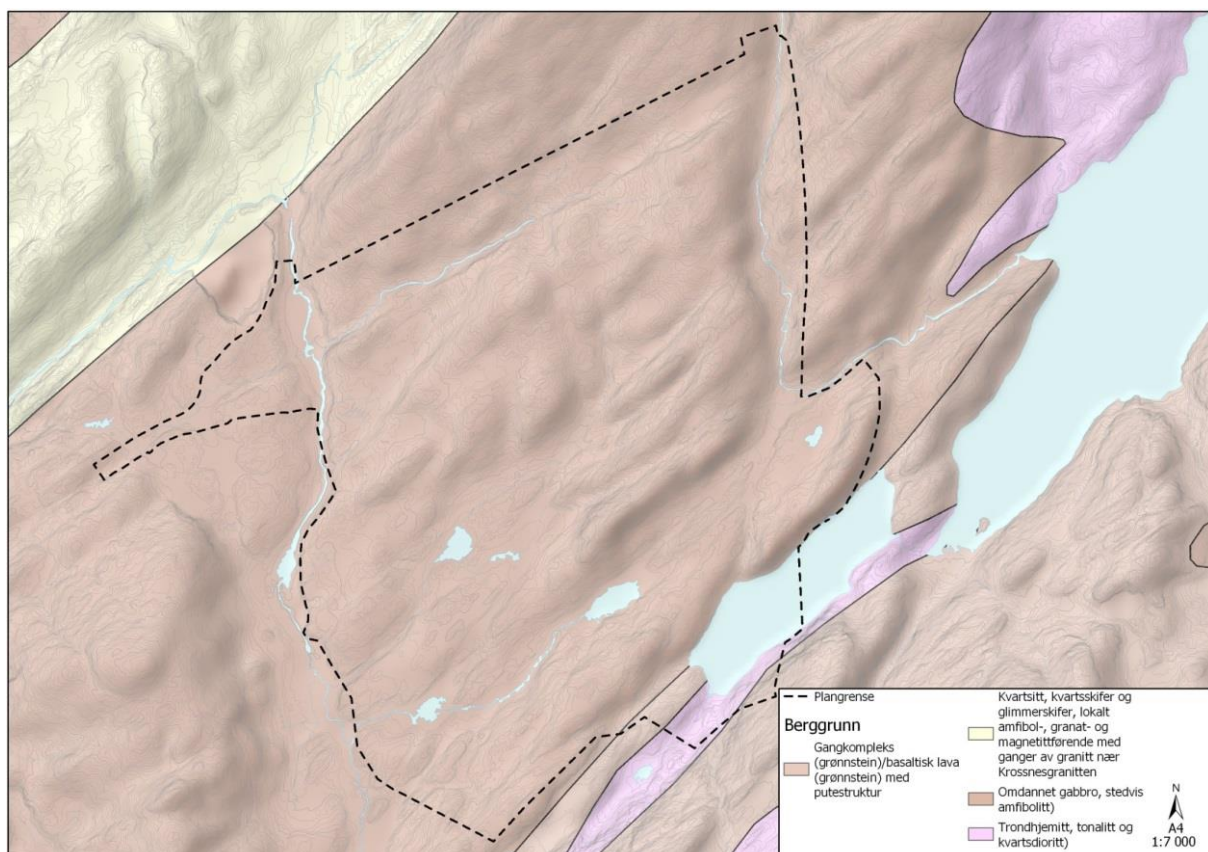 Plangrense
Berggrunn
Gangkompleks
(grønnstein)/basaltisk lava
(grønnstein) med
putestruktur
Kvartsitt, kvartsskifer og
glimmerskifer, lokalt
amfibol-, granat- og
magnetittførende med
ganger av granitt nær
Krossnesgranitten
Omdannet gabbro, stedvis
amfibolitt)
Trondhjemitt, tonalitt og
kvartsdioritt)
N
A4
1:7 000